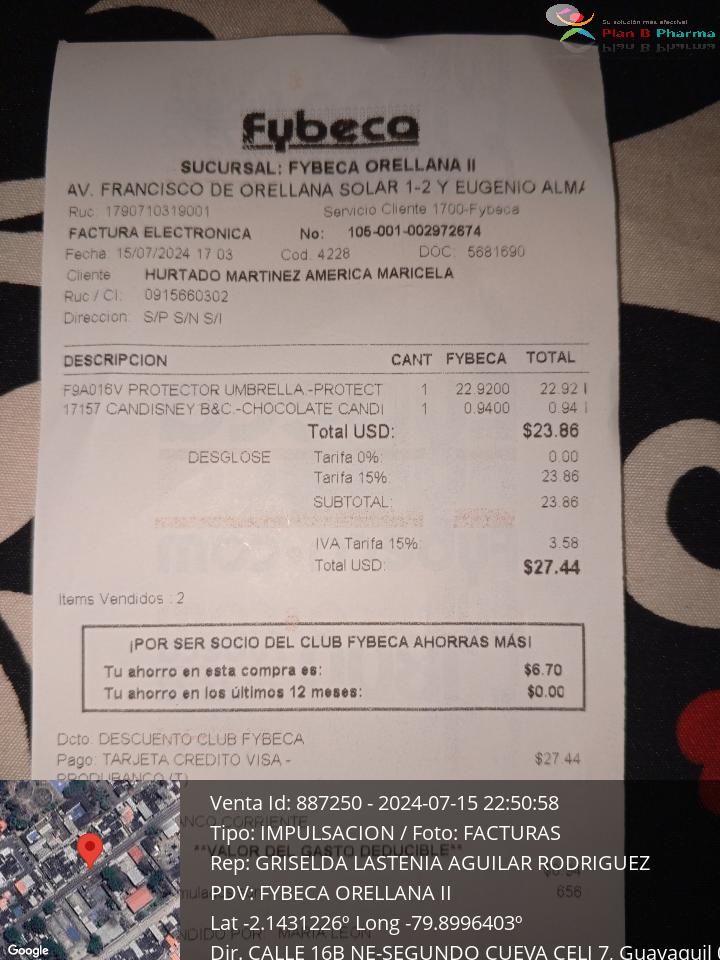 Su solución más efectiva!
Plan B Pharma
Fybeca
SUCURSAL: FYBECA ORELLANA II
AV. FRANCISCO DE ORELLANA SOLAR 1-2 Y EUGENIO ALMA
Ruc: 1790710319001 Servicio Cliente 1700-Fybeca
FACTURA ELECTRONICA No: 105-001-002972674
Fecha: 15/07/2024 17 03 Cod. 4228 DOC: 5681690
Cliente HURTADO MARTINEZ AMERICA MARICELA
Ruc / CI: 0915660302
Direccion: S/P S/N S/I
DESCRIPCION CANT FYBECA TOTAL
F9A016V PROTECTOR UMBRELLA.-PROTECT 1 22.9200 22.92 I
17157 CANDISNEY B&C.-CHOCOLATE CANDI 1 0.9400 0.94 I
Total USD: $23.86
DESGLOSE Tarifa 0%: 0.00
Tarifa 15%: 23.86
SUBTOTAL: 23.86
IVA Tarifa 15%: 3.58
Total USD: $27.44
Items Vendidos : 2
¡POR SER SOCIO DEL CLUB FYBECA AHORRAS MÁS!
Tu ahorro en esta compra es: $6.70
Tu ahorro en los últimos 12 meses: $0.00
Dcto. DESCUENTO CLUB FYBECA
Pago: TARJETA CREDITO VISA - $27.44
PRODUBANCO (T)
CORRIENTE
**VALOR DEL GASTO DEDUCIBLE**
656
Venta Id: 887250 - 2024-07-15 22:50:58
Tipo: IMPULSACION / Foto: FACTURAS
Rep: GRISELDA LASTENIA AGUILAR RODRIGUEZ
PDV: FYBECA ORELLANA II
Lat -2.1431226º Long -79.8996403º
Dir. CALLE 16B NE-SEGUNDO CUEVA CELI 7, Guayaquil
Google